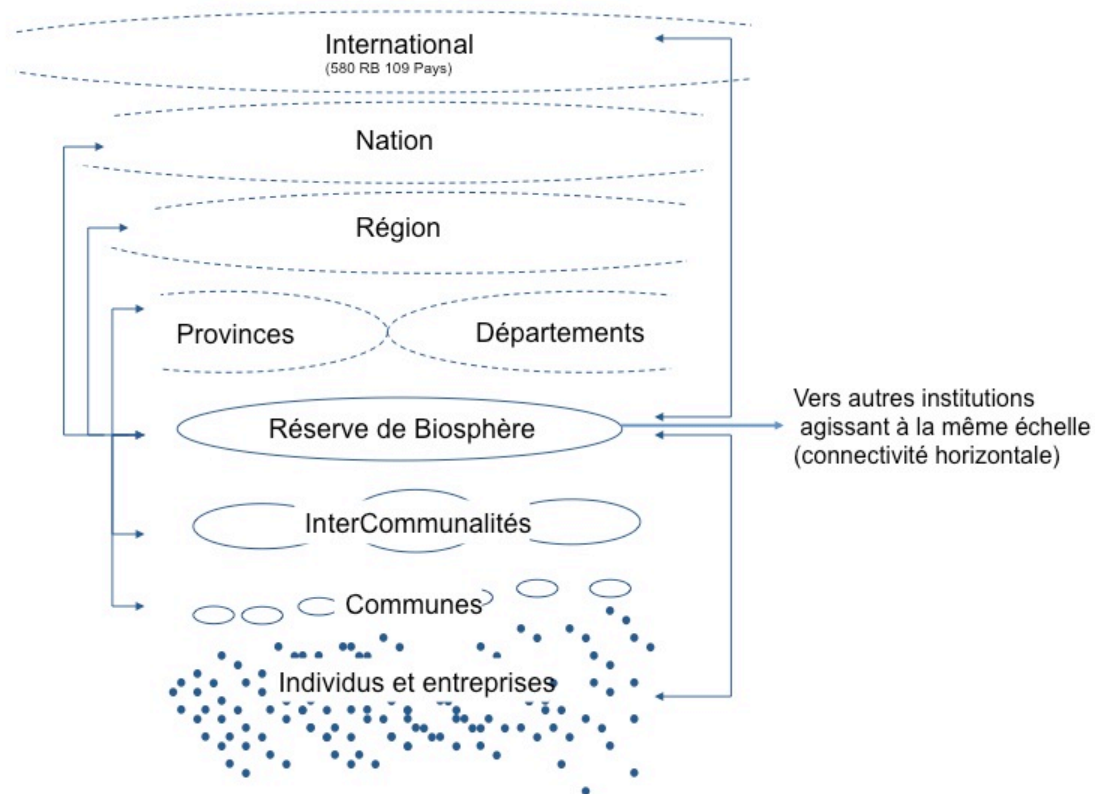 International
(580 RB 109 Pays)
Nation
Région
Provinces
Départements
Réserve de Biosphère
Vers autres institutions
agissant à la même échelle
(connectivité horizontale)
InterCommunalités
Communes
Individus et entreprises